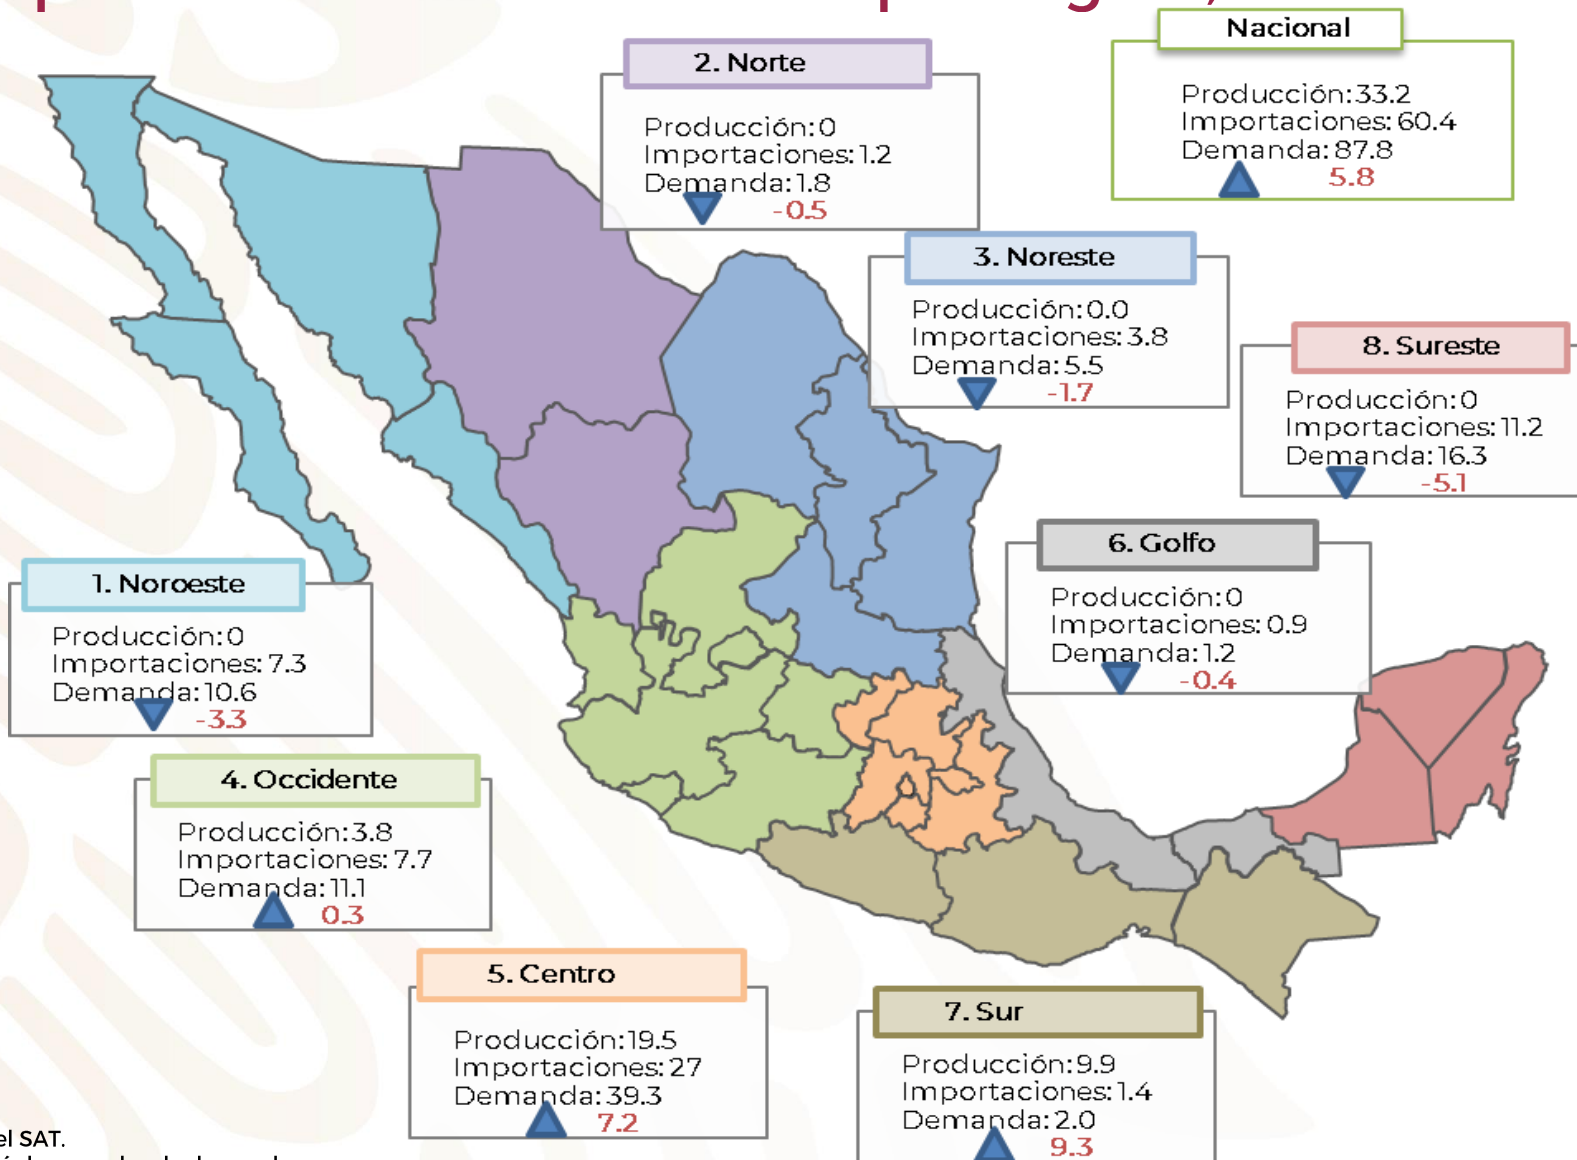 Nacional
Producción: 33.2
Importaciones: 60.4
Demanda: 87.8
5.8
2. Norte
Producción: 0
Importaciones: 1.2
Demanda: 1.8
-0.5
3. Noreste
Producción: 0.0
Importaciones: 3.8
Demanda: 5.5
-1.7
8. Sureste
Producción: 0
Importaciones: 11.2
Demanda: 16.3
-5.1
6. Golfo
Producción: 0
Importaciones: 0.9
Demanda: 1.2
-0.4
1. Noroeste
Producción: 0
Importaciones: 7.3
Demanda: 10.6
-3.3
4. Occidente
Producción: 3.8
Importaciones: 7.7
Demanda: 11.1
0.3
5. Centro
Producción: 19.5
Importaciones: 27
Demanda: 39.3
7.2
7. Sur
Producción: 9.9
Importaciones: 1.4
Demanda: 2.0
9.3
el SAT.